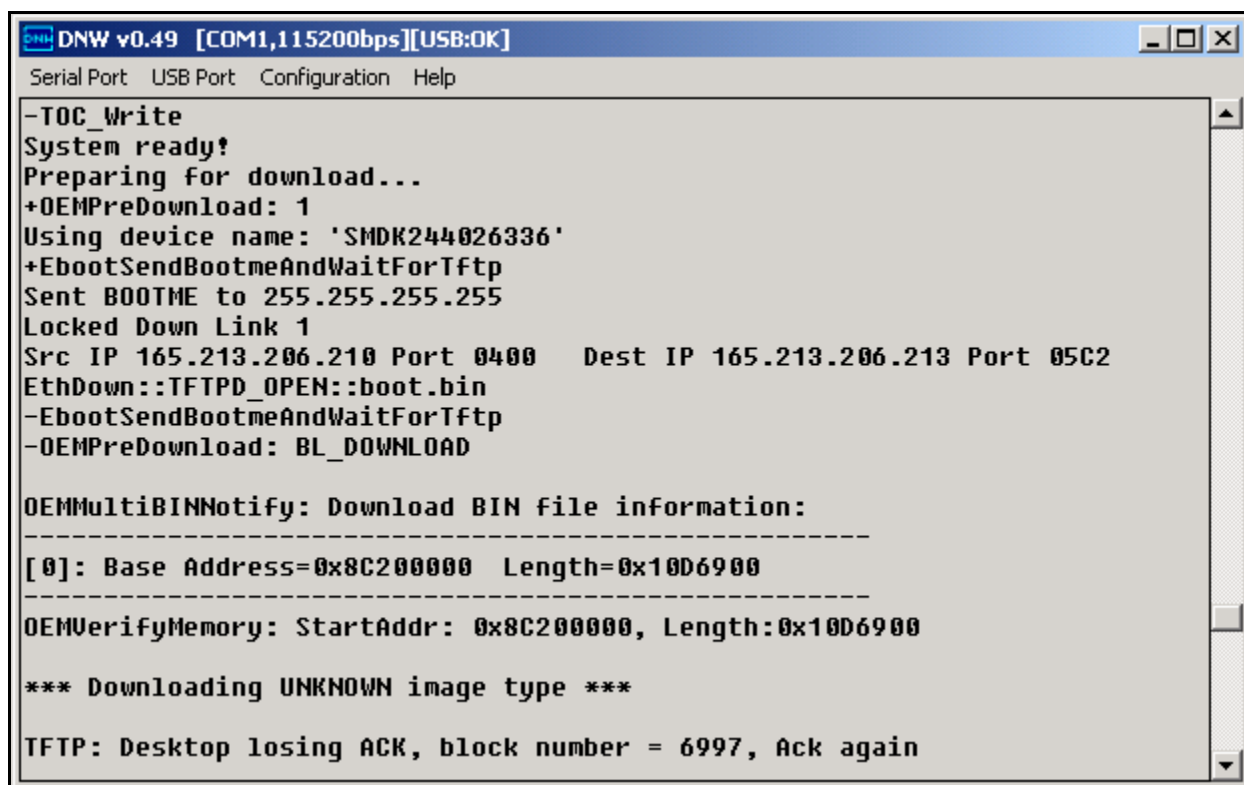 DNW v0.49 [COM1,115200bps][USB:OK]
Serial Port USB Port Configuration Help
-TOC_Write
System ready!
Preparing for download...
+OEMPreDownload: 1
Using device name: 'SMDK244026336'
+EbootSendBootmeAndWaitForTftp
Sent BOOTME to 255.255.255.255
Locked Down Link 1
Src IP 165.213.206.210 Port 0400   Dest IP 165.213.206.213 Port 05C2
EthDown::TFTPD_OPEN::boot.bin
-EbootSendBootmeAndWaitForTftp
-OEMPreDownload: BL_DOWNLOAD
OEMMultiBINNotify: Download BIN file information:
-----------------------------------------------------
[0]: Base Address=0x8C200000  Length=0x10D6900
-----------------------------------------------------
OEMVerifyMemory: StartAddr: 0x8C200000, Length:0x10D6900
*** Downloading UNKNOWN image type ***
TFTP: Desktop losing ACK, block number = 6997, Ack again